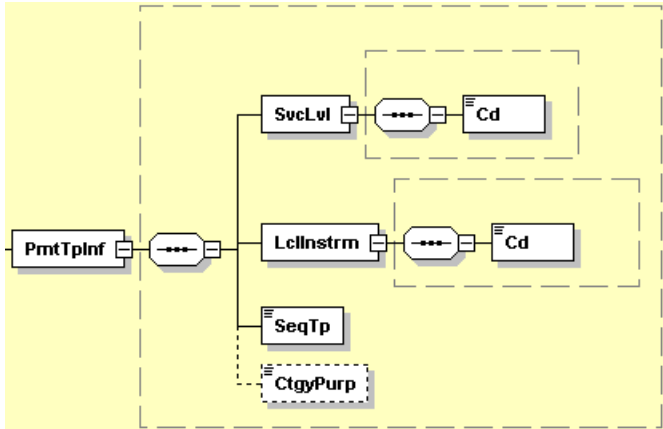 SvcLvl
Cd
LclInstrm
Cd
PmtTpInf
SeqTp
CtgyPurp